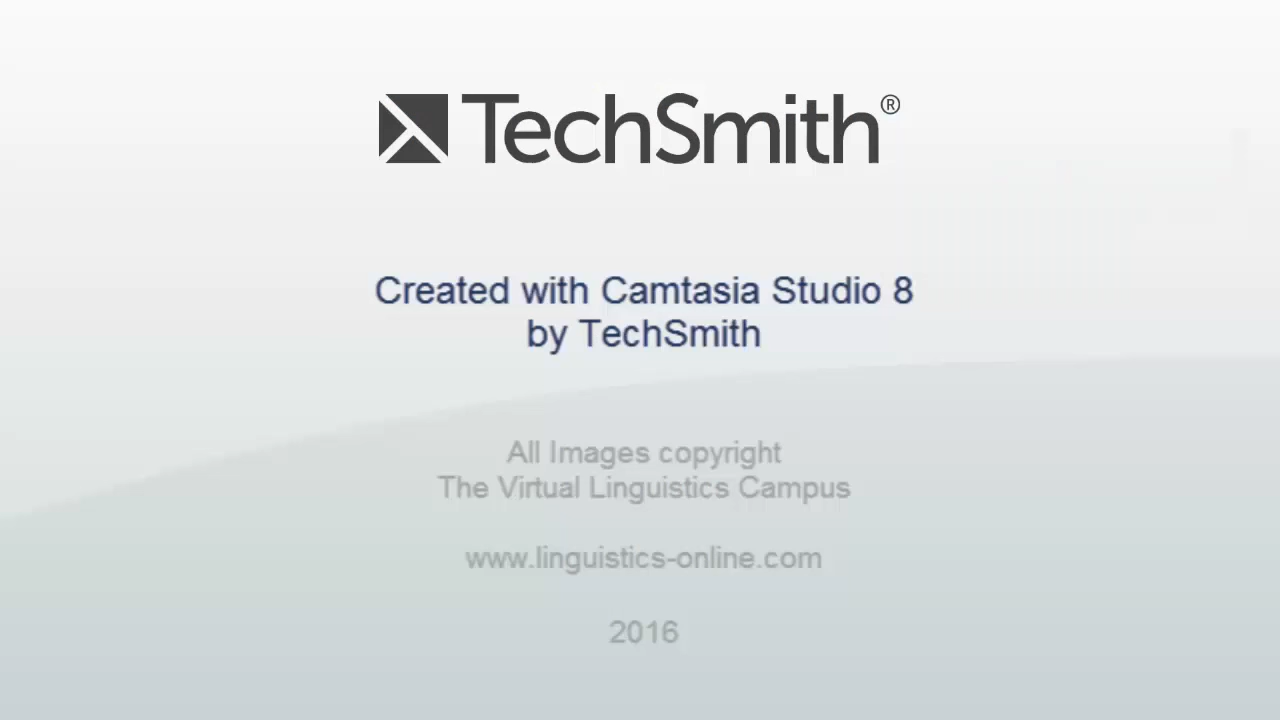 TechSmith®
Created with Camtasia Studio 8
by TechSmith
All Images copyright
The Virtual Linguistics Campus
www.linguistics-online.com
2016